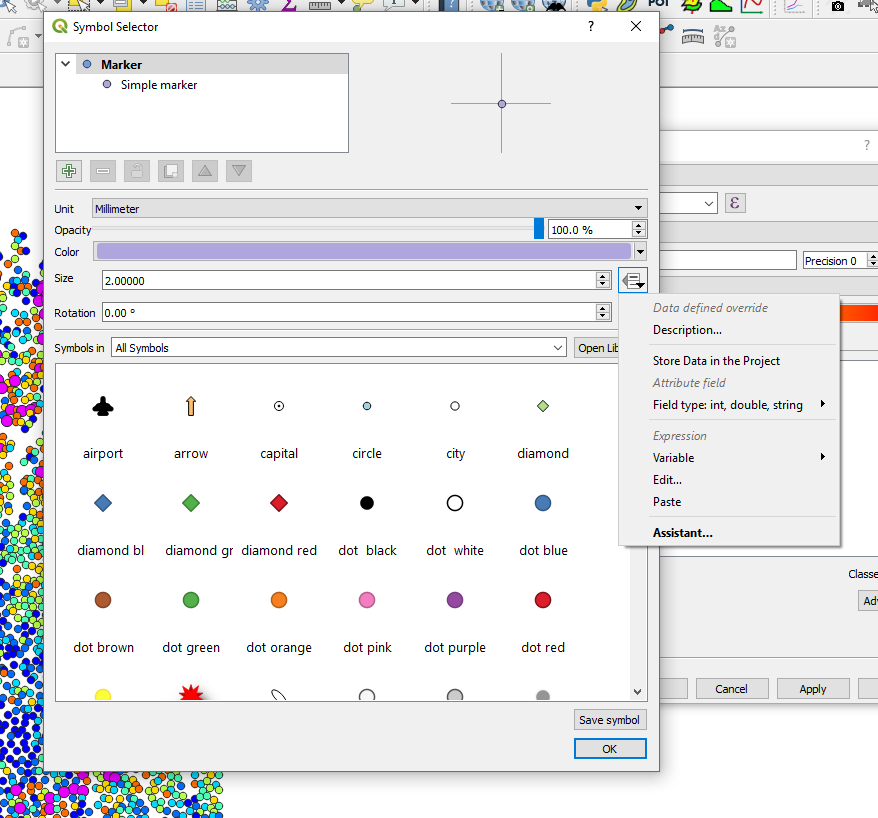 POI
Symbol Selector
?
Marker
Simple marker
?
Unit
Millimeter
ε
Opacity
100.0 %
Color
Precision 0
Size
2.00000
Rotation
0.00 °
Data defined override
Description...
Symbols in
All Symbols
Open Lib
Store Data in the Project
Attribute field
Field type: int, double, string
airport
arrow
capital
circle
city
diamond
Expression
Variable
Edit...
Paste
Assistant...
diamond bl
diamond gr
diamond red
dot  black
dot  white
dot blue
Classe
Adv
dot brown
dot green
dot orange
dot pink
dot purple
dot red
Cancel
Apply
Save symbol
OK